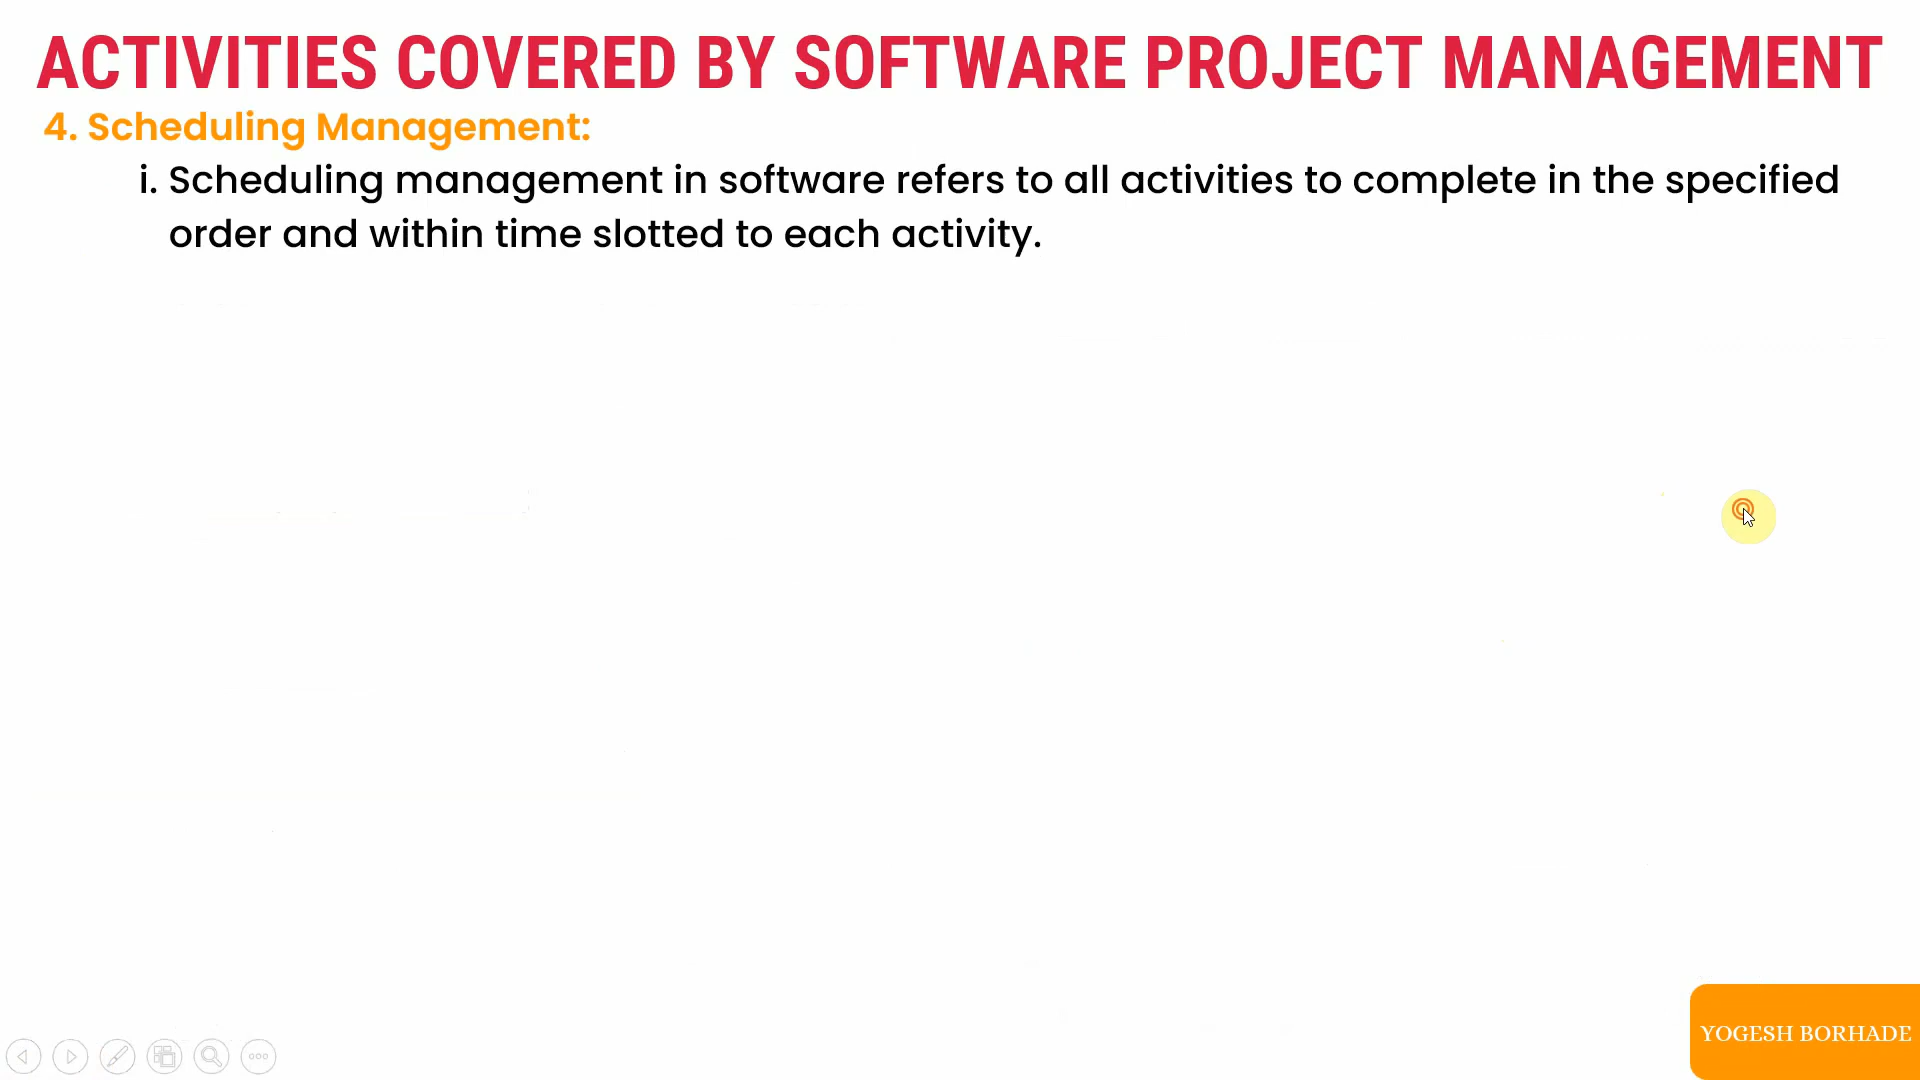 ACTIVITIES COVERED BY SOFTWARE PROJECT MANAGEMENT
4. Scheduling Management:
i. Scheduling management in software refers to all activities to complete in the specified
order and within time slotted to each activity.
YOGESH BORHADE